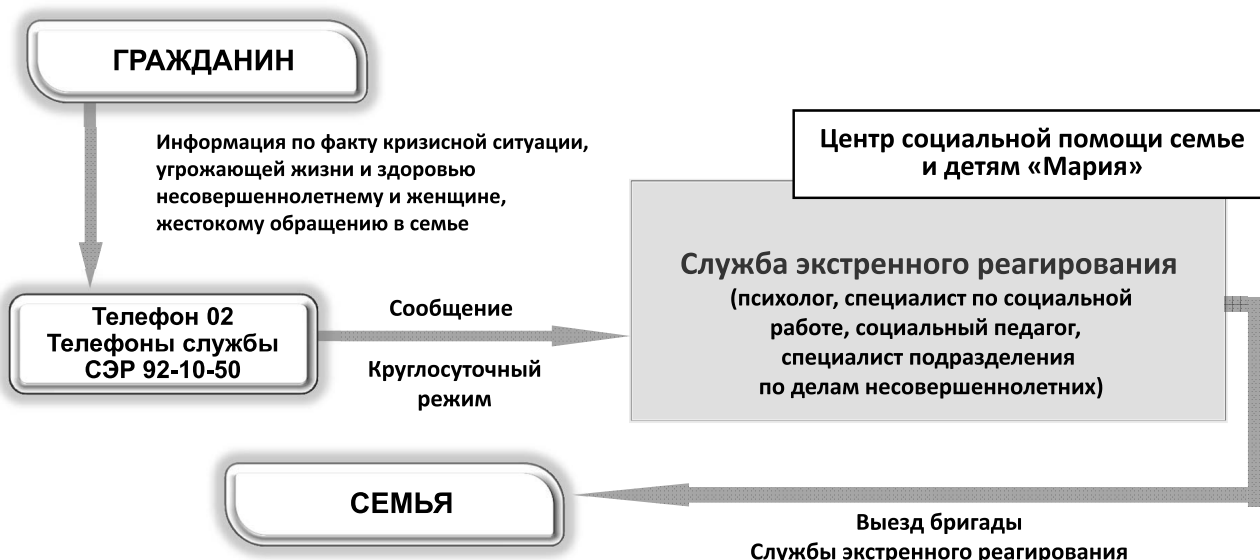 ГРАЖДАНИН
Информация по факту кризисной ситуации,
угрожающей жизни и здоровью
несовершеннолетнему и женщине,
жестокому обращению в семье
Центр социальной помощи семье
и детям «Мария»
Служба экстренного реагирования
(психолог, специалист по социальной
работе, социальный педагог,
специалист подразделения
по делам несовершеннолетних)
Телефон 02
Телефоны службы
СЭР 92-10-50
Сообщение
Круглосуточный
режим
СЕМЬЯ
Выезд бригады
Службы экстренного реагирования